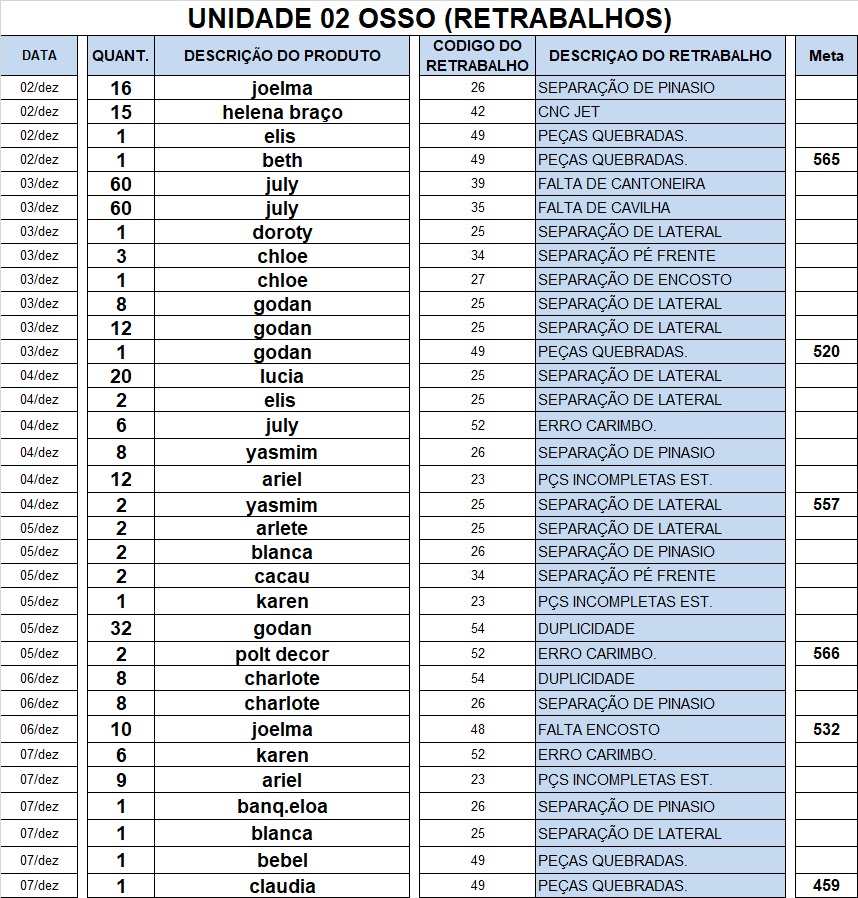 UNIDADE 02 OSSO (RETRABALHOS)
DATA QUANT. DESCRIÇÃO DO PRODUTO CODIGO DO RETRABALHO DESCRIÇAO DO RETRABALHO Meta
02/dez 16 joelma 26 SEPARAÇÃO DE PINASIO
02/dez 15 helena braço 42 CNC JET
02/dez 1 elis 49 PEÇAS QUEBRADAS.
02/dez 1 beth 49 PEÇAS QUEBRADAS. 565
03/dez 60 july 39 FALTA DE CANTONEIRA
03/dez 60 july 35 FALTA DE CAVILHA
03/dez 1 doroty 25 SEPARAÇÃO DE LATERAL
03/dez 3 chloe 34 SEPARAÇÃO PÉ FRENTE
03/dez 1 chloe 27 SEPARAÇÃO DE ENCOSTO
03/dez 8 godan 25 SEPARAÇÃO DE LATERAL
03/dez 12 godan 25 SEPARAÇÃO DE LATERAL
03/dez 1 godan 49 PEÇAS QUEBRADAS. 520
04/dez 20 lucia 25 SEPARAÇÃO DE LATERAL
04/dez 2 elis 25 SEPARAÇÃO DE LATERAL
04/dez 6 july 52 ERRO CARIMBO.
04/dez 8 yasmim 26 SEPARAÇÃO DE PINASIO
04/dez 12 ariel 23 PÇS INCOMPLETAS EST.
04/dez 2 yasmim 25 SEPARAÇÃO DE LATERAL 557
05/dez 2 arlete 25 SEPARAÇÃO DE LATERAL
05/dez 2 blanca 26 SEPARAÇÃO DE PINASIO
05/dez 2 cacau 34 SEPARAÇÃO PÉ FRENTE
05/dez 1 karen 23 PÇS INCOMPLETAS EST.
05/dez 32 godan 54 DUPLICIDADE
05/dez 2 polt decor 52 ERRO CARIMBO. 566
06/dez 8 charlote 54 DUPLICIDADE
06/dez 8 charlote 26 SEPARAÇÃO DE PINASIO
06/dez 10 joelma 48 FALTA ENCOSTO 532
07/dez 6 karen 52 ERRO CARIMBO.
07/dez 9 ariel 23 PÇS INCOMPLETAS EST.
07/dez 1 banq.eloa 26 SEPARAÇÃO DE PINASIO
07/dez 1 blanca 25 SEPARAÇÃO DE LATERAL
07/dez 1 bebel 49 PEÇAS QUEBRADAS.
07/dez 1 claudia 49 PEÇAS QUEBRADAS. 459